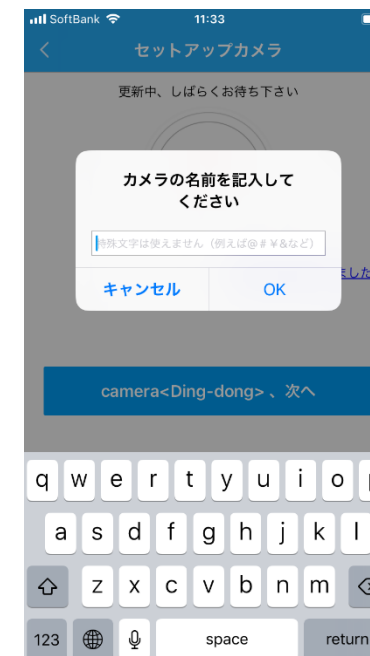 SoftBank 11:33
セットアップカメラ
更新中、しばらくお待ち下さい
カメラの名前を記入して
ください
特殊文字は使えません（例えば@＃￥&など）
ました
キャンセル OK
camera<Ding-dong> 、次へ
q w e r t y u i o
a s d f g h j k l
z x c v b n m
123 space return